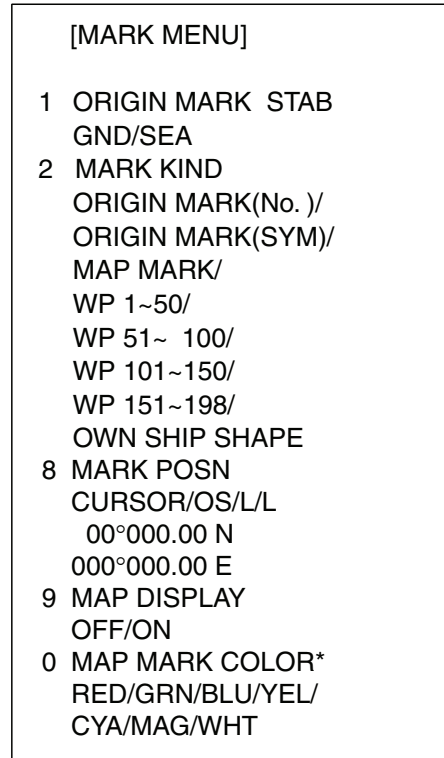 [MARK MENU]
1 ORIGIN MARK STAB
GND/SEA
2 MARK KIND
ORIGIN MARK(No. )/
ORIGIN MARK(SYM)/
MAP MARK/
WP 1~50/
WP 51~ 100/
WP 101~150/
WP 151~198/
OWN SHIP SHAPE
8 MARK POSN
CURSOR/OS/L/L
00°000.00 N
000°000.00 E
9 MAP DISPLAY
OFF/ON
0 MAP MARK COLOR*
RED/GRN/BLU/YEL/
CYA/MAG/WHT